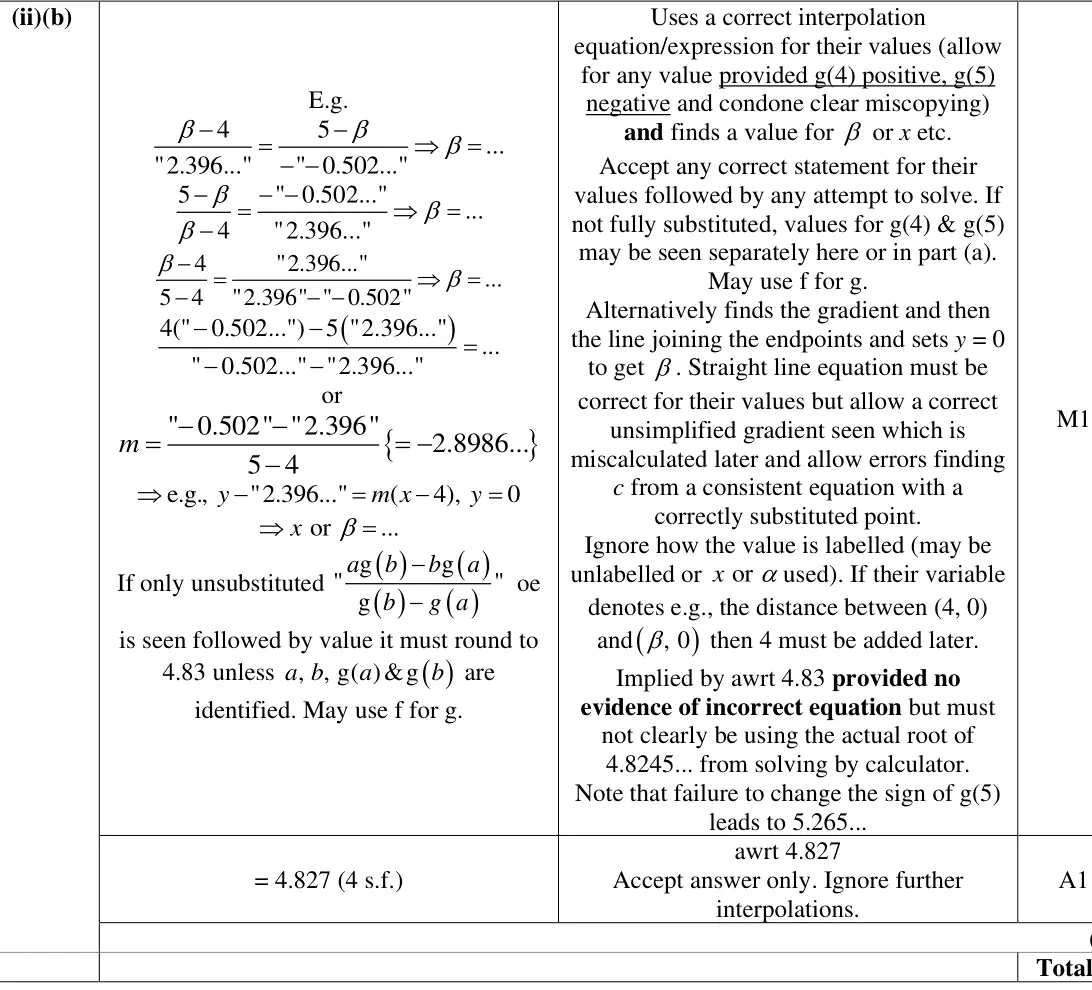 (ii)(b)
E.g.
β − 4 / "2.396..." = 5 − β / −"−0.502..." ⇒ β = ...
5 − β / β − 4 = −"−0.502..." / "2.396..." ⇒ β = ...
β − 4 / 5 − 4 = "2.396..." / "2.396"−"−0.502" ⇒ β = ...
4("−0.502...") − 5("2.396...") / "−0.502..."−"2.396..." = ...
or
m = "−0.502"−"2.396" / 5 − 4 {= −2.8986...}
⇒ e.g., y − "2.396..." = m(x − 4), y = 0
⇒ x or β = ...
If only unsubstituted "ag(b) − bg(a) / g(b) − g(a)" oe
is seen followed by value it must round to
4.83 unless a, b, g(a) & g(b) are
identified. May use f for g.
Uses a correct interpolation
equation/expression for their values (allow
for any value provided g(4) positive, g(5)
negative and condone clear miscopying)
and finds a value for β or x etc.
Accept any correct statement for their
values followed by any attempt to solve. If
not fully substituted, values for g(4) & g(5)
may be seen separately here or in part (a).
May use f for g.
Alternatively finds the gradient and then
the line joining the endpoints and sets y = 0
to get β. Straight line equation must be
correct for their values but allow a correct
unsimplified gradient seen which is
miscalculated later and allow errors finding
c from a consistent equation with a
correctly substituted point.
Ignore how the value is labelled (may be
unlabelled or x or α used). If their variable
denotes e.g., the distance between (4, 0)
and (β, 0) then 4 must be added later.
Implied by awrt 4.83 provided no
evidence of incorrect equation but must
not clearly be using the actual root of
4.8245... from solving by calculator.
Note that failure to change the sign of g(5)
leads to 5.265...
M1
= 4.827 (4 s.f.)
awrt 4.827
Accept answer only. Ignore further
interpolations.
A1
(
Total